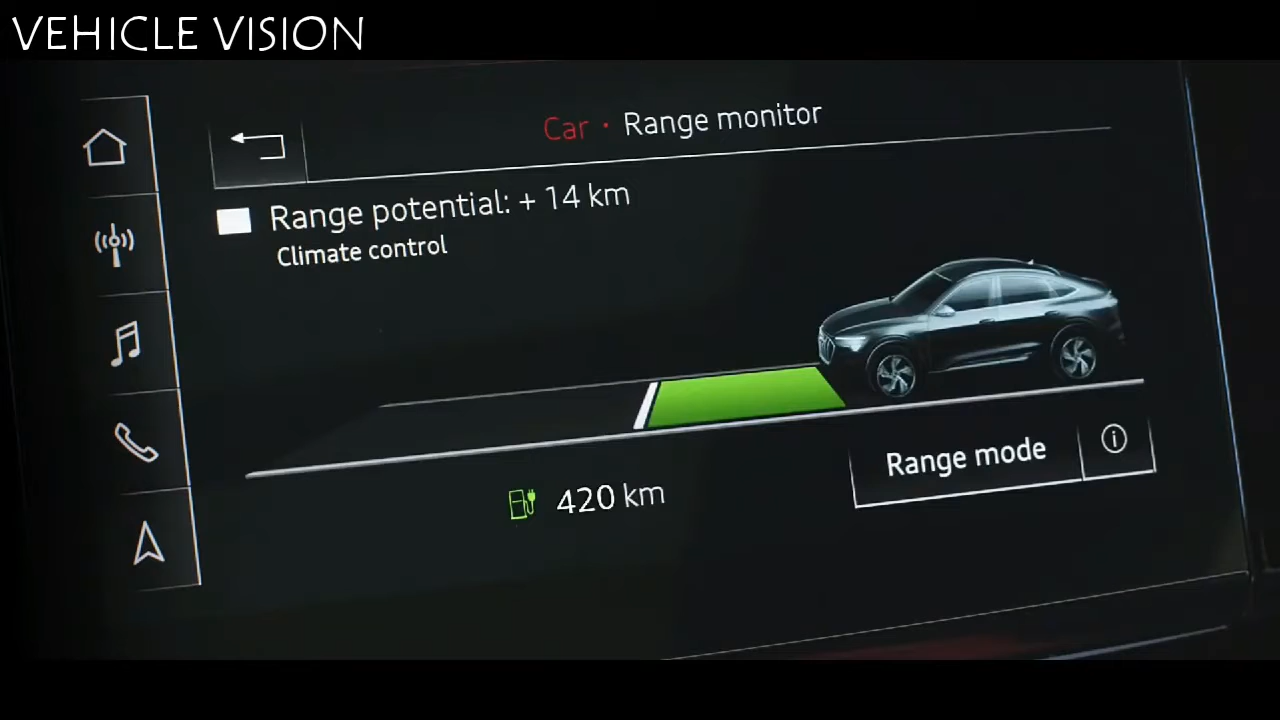 VEHICLE VISION
Car · Range monitor
Range potential: + 14 km
Climate control
Range mode
420 km